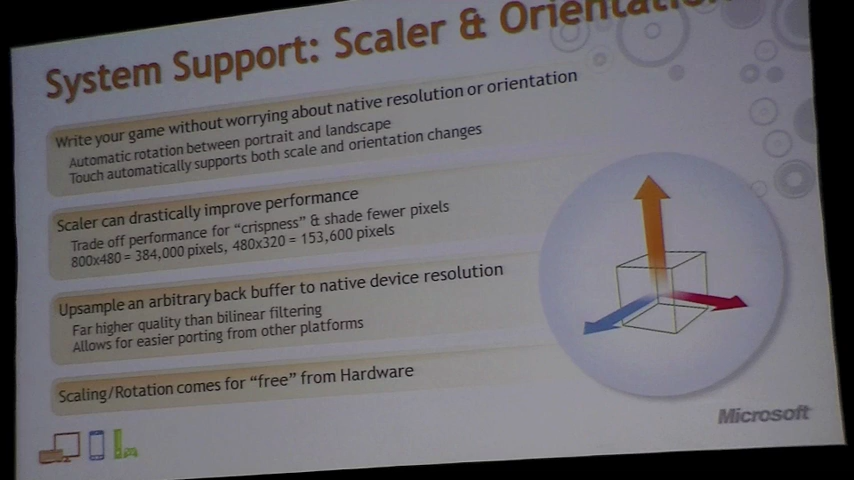 System Support: Scaler & Orientation
Write your game without worrying about native resolution or orientation
Automatic rotation between portrait and landscape
Touch automatically supports both scale and orientation changes
Scaler can drastically improve performance
Trade off performance for “crispness” & shade fewer pixels
800x480 = 384,000 pixels, 480x320 = 153,600 pixels
Upsample an arbitrary back buffer to native device resolution
Far higher quality than bilinear filtering
Allows for easier porting from other platforms
Scaling/Rotation comes for “free” from Hardware
Microsoft